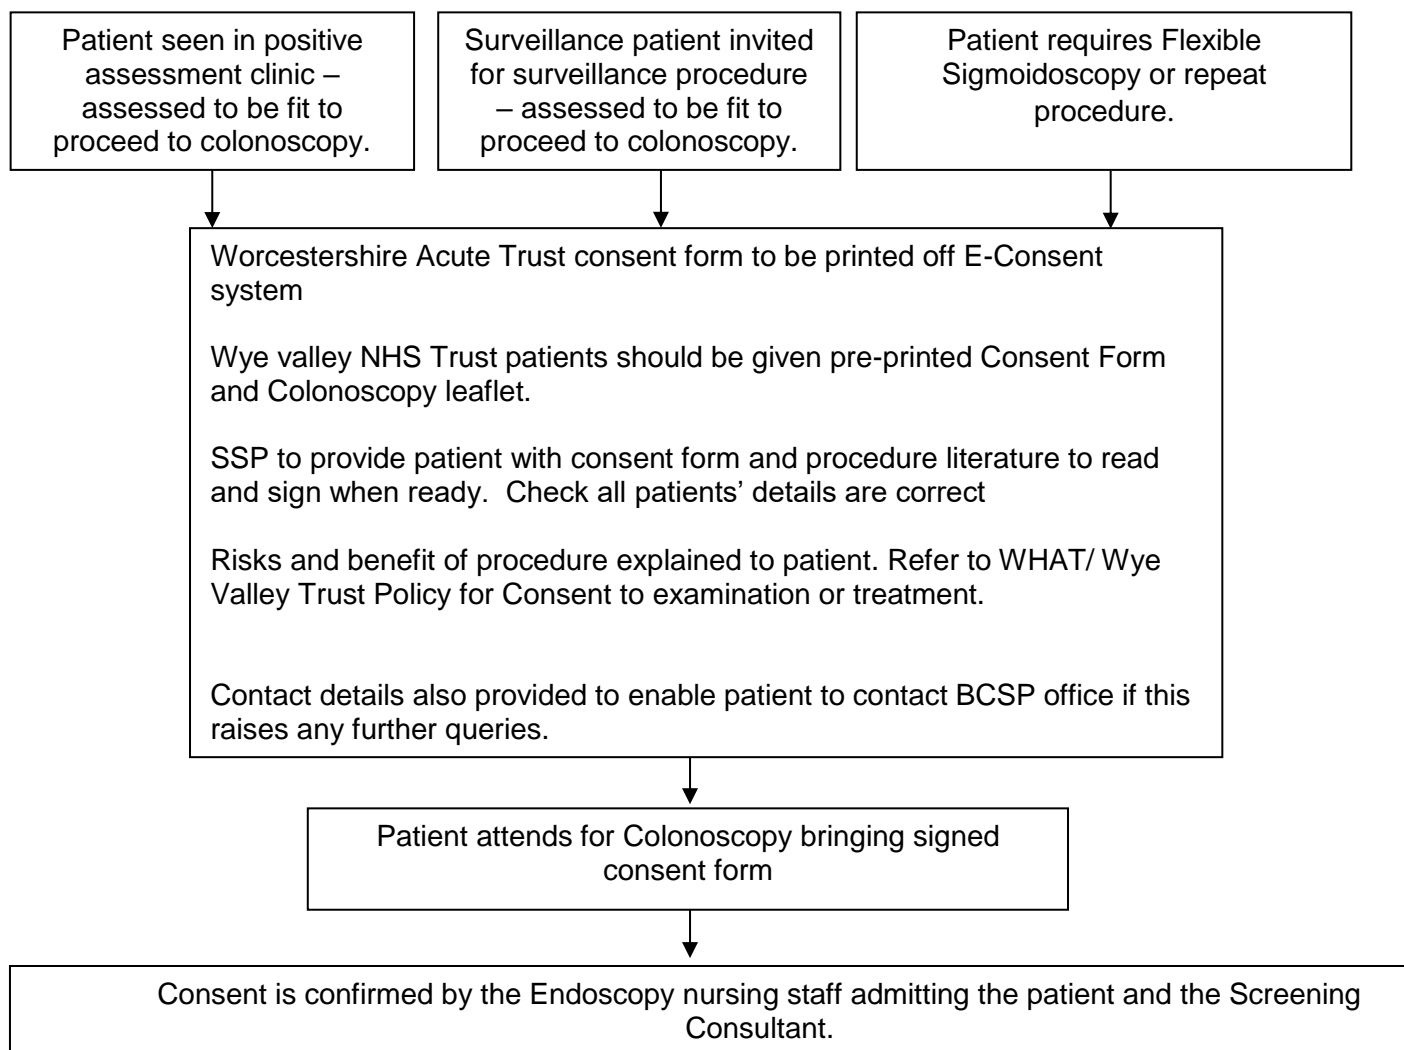 Patient seen in positive
assessment clinic –
assessed to be fit to
proceed to colonoscopy.
Surveillance patient invited
for surveillance procedure
– assessed to be fit to
proceed to colonoscopy.
Patient requires Flexible
Sigmoidoscopy or repeat
procedure.
Worcestershire Acute Trust consent form to be printed off E-Consent
system
Wye valley NHS Trust patients should be given pre-printed Consent Form
and Colonoscopy leaflet.
SSP to provide patient with consent form and procedure literature to read
and sign when ready.  Check all patients’ details are correct
Risks and benefit of procedure explained to patient. Refer to WHAT/ Wye
Valley Trust Policy for Consent to examination or treatment.
Contact details also provided to enable patient to contact BCSP office if this
raises any further queries.
Patient attends for Colonoscopy bringing signed
consent form
Consent is confirmed by the Endoscopy nursing staff admitting the patient and the Screening
Consultant.